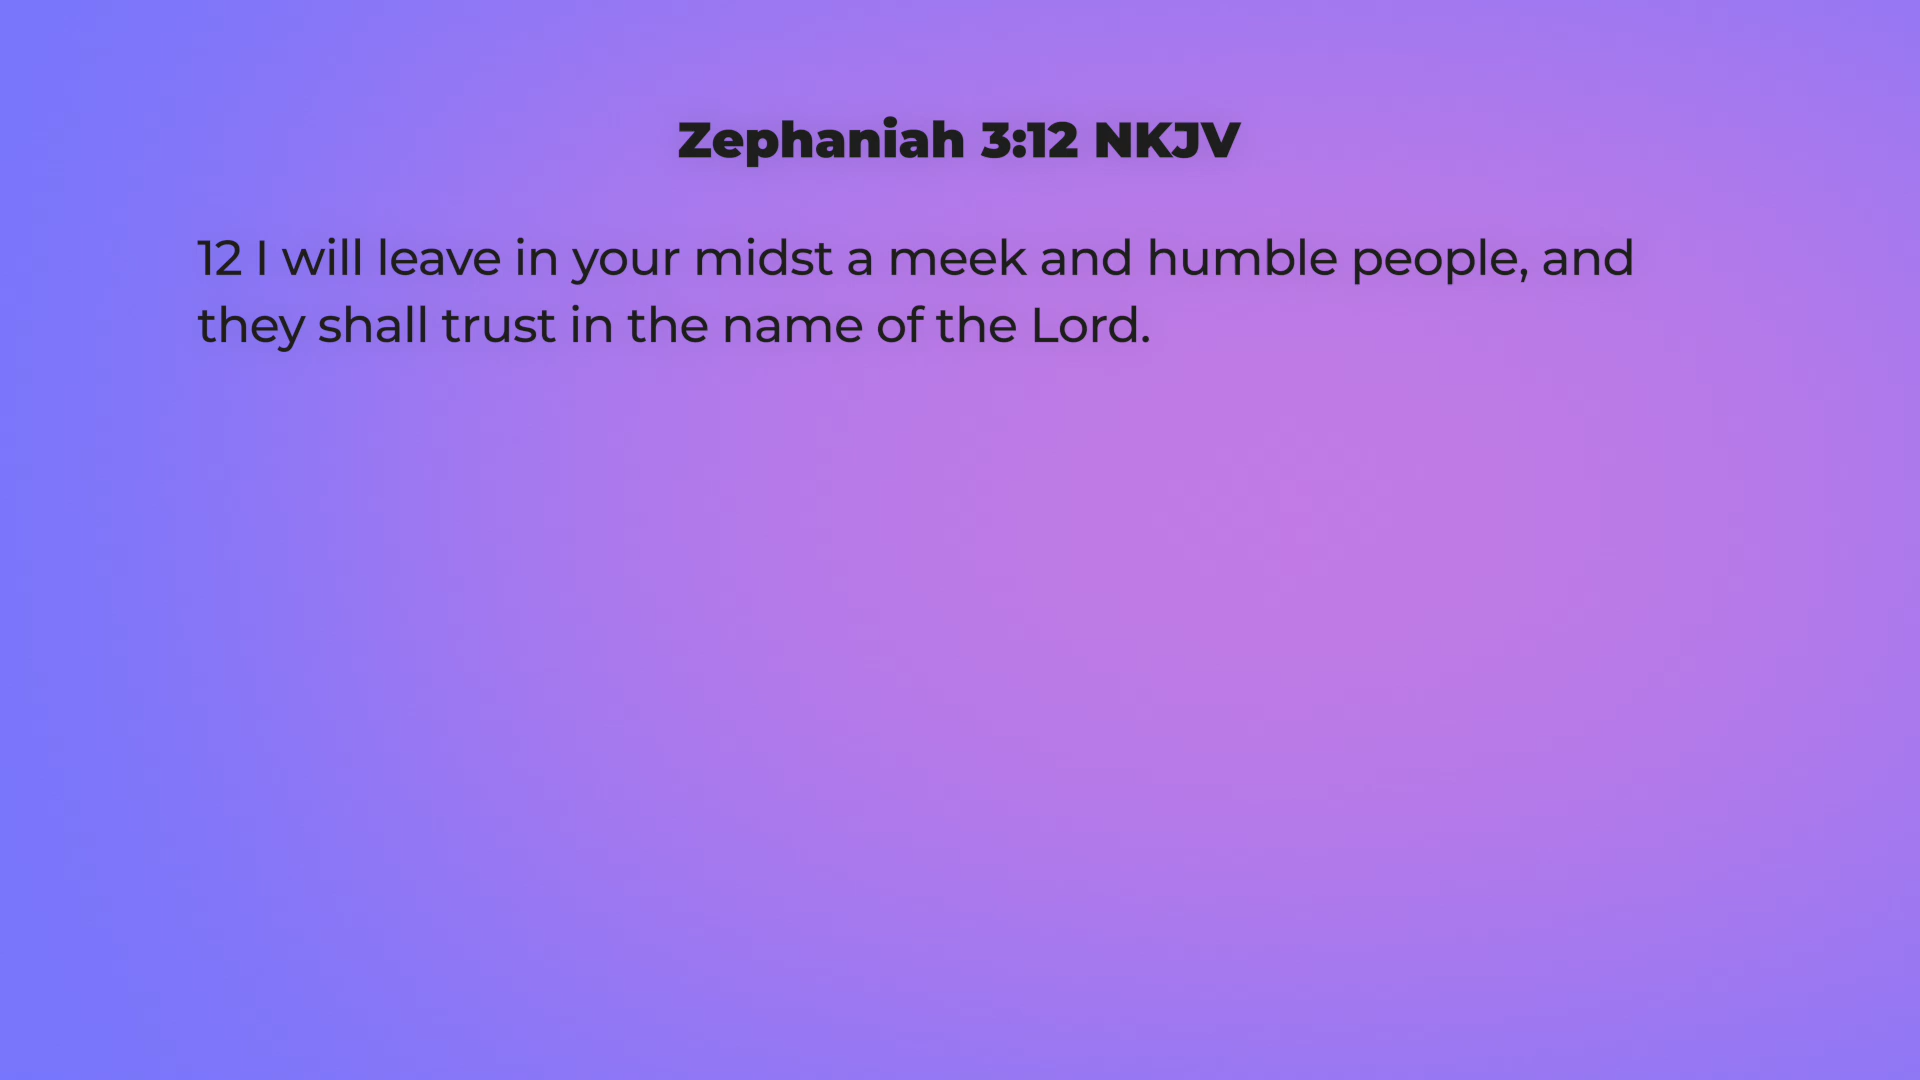 Zephaniah 3:12 NKJV
12 I will leave in your midst a meek and humble people, and
they shall trust in the name of the Lord.